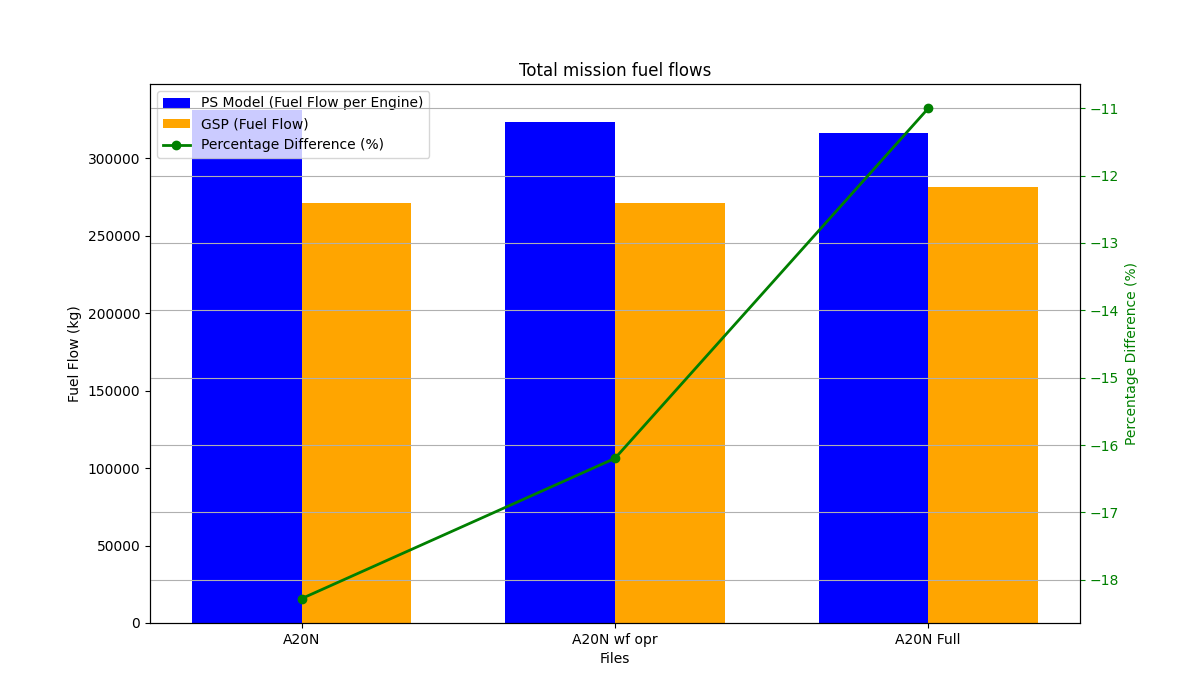 Total mission fuel flows
PS Model (Fuel Flow per Engine)
GSP (Fuel Flow)
Percentage Difference (%)
Fuel Flow (kg)
300000
250000
200000
150000
100000
50000
0
−11
−12
−13
−14
−15
−16
−17
−18
Percentage Difference (%)
A20N
A20N wf opr
A20N Full
Files